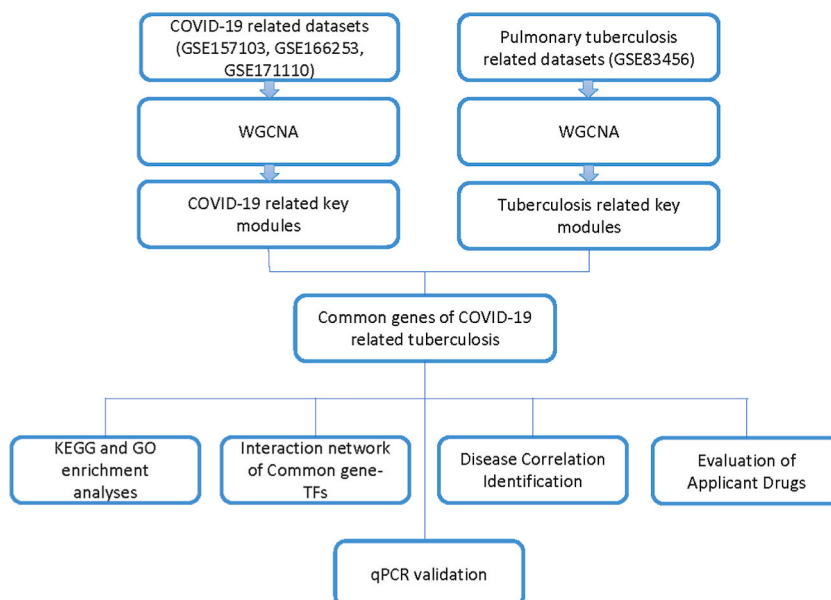 COVID-19 related datasets
(GSE157103, GSE166253,
GSE171110)
Pulmonary tuberculosis
related datasets (GSE83456)
WGCNA
WGCNA
COVID-19 related key
modules
Tuberculosis related key
modules
Common genes of COVID-19
related tuberculosis
KEGG and GO
enrichment
analyses
Interaction network
of Common gene-
TFs
Disease Correlation
Identification
Evaluation of
Applicant Drugs
qPCR validation